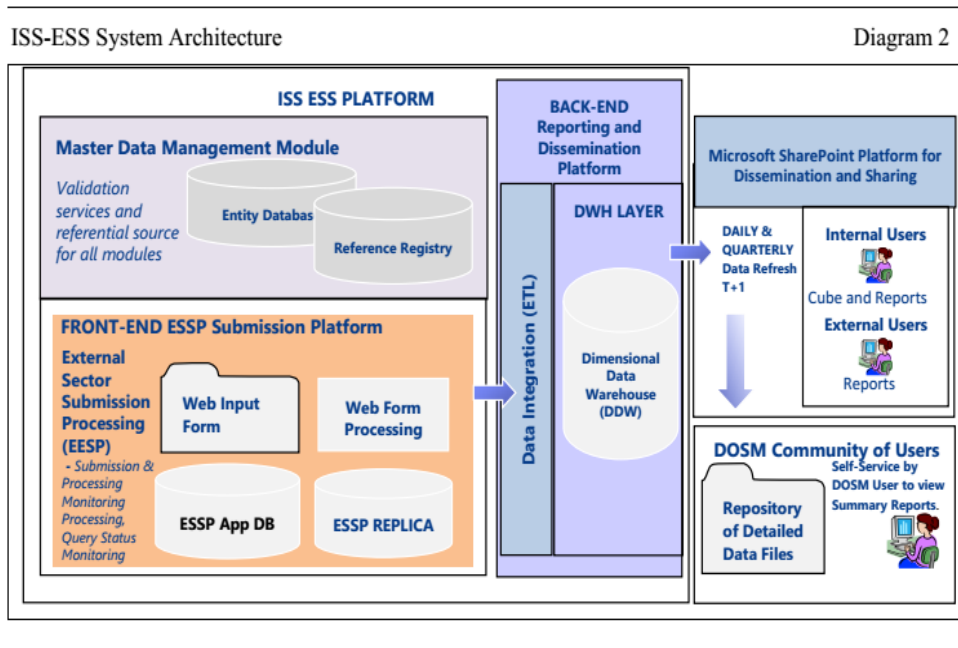 ISS-ESS System Architecture
Diagram 2
ISS ESS PLATFORM
Master Data Management Module
Validation
services and
referential source
for all modules
Entity Databas
Reference Registry
FRONT-END ESSP Submission Platform
External
Sector
Submission
Processing
(EESP)
- Submission &
Processing
Monitoring
Processing,
Query Status
Monitoring
Web Input
Form
Web Form
Processing
ESSP App DB
ESSP REPLICA
BACK-END
Reporting and
Dissemination
Platform
Data Integration (ETL)
DWH LAYER
Dimensional
Data
Warehouse
(DDW)
Microsoft SharePoint Platform for
Dissemination and Sharing
DAILY &
QUARTERLY
Data Refresh
T+1
Internal Users
Cube and Reports
External Users
Reports
DOSM Community of Users
Self-Service by
DOSM User to view
Summary Reports.
Repository
of Detailed
Data Files